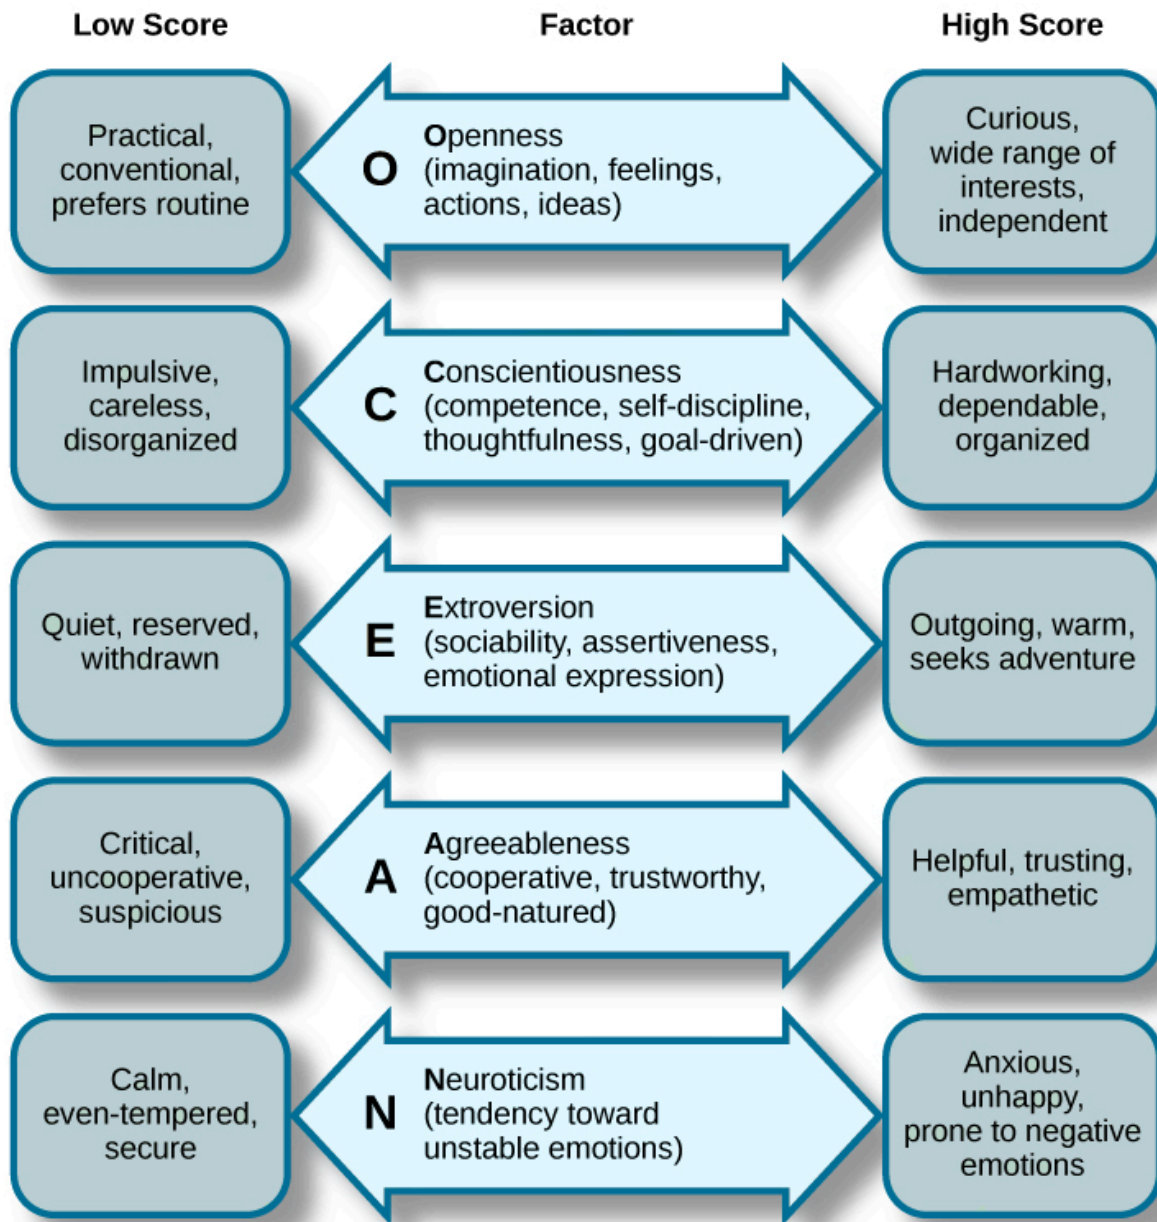 Low Score
Factor
High Score
Practical,
conventional,
prefers routine
O
Openness
(imagination, feelings,
actions, ideas)
Curious,
wide range of
interests,
independent
Impulsive,
careless,
disorganized
C
Conscientiousness
(competence, self-discipline,
thoughtfulness, goal-driven)
Hardworking,
dependable,
organized
Quiet, reserved,
withdrawn
E
Extroversion
(sociability, assertiveness,
emotional expression)
Outgoing, warm,
seeks adventure
Critical,
uncooperative,
suspicious
A
Agreeableness
(cooperative, trustworthy,
good-natured)
Helpful, trusting,
empathetic
Calm,
even-tempered,
secure
N
Neuroticism
(tendency toward
unstable emotions)
Anxious,
unhappy,
prone to negative
emotions